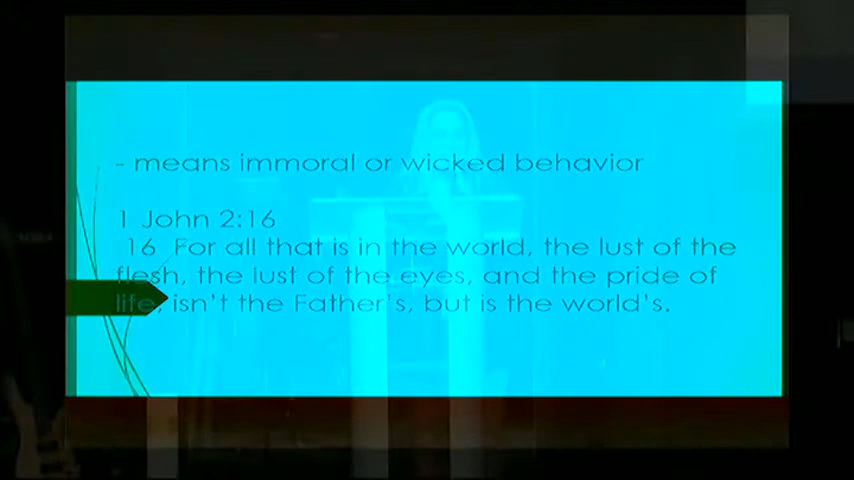 - means immoral or wicked behavior
1 John 2:16
16 For all that is in the world, the lust of the
flesh, the lust of the eyes, and the pride of
life, isn't the Father's, but is the world's.